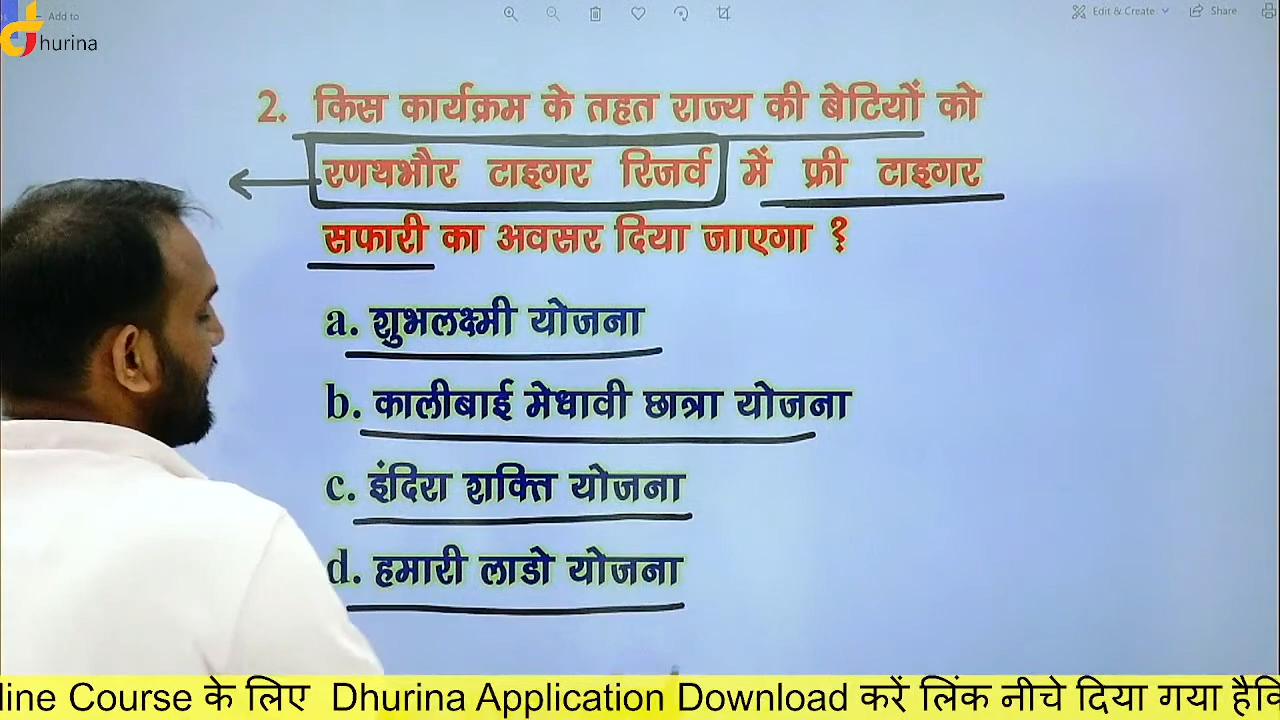 Add to
Edit & Create
Share
hurina
2. किस कार्यक्रम के तहत राज्य की बेटियों को
रणथभौर टाइगर रिजर्व में फ्री टाइगर
सफारी का अवसर दिया जाएगा ?
a. शुभलक्ष्मी योजना
b. कालीबाई मेधावी छात्रा योजना
c. इंदिरा शक्ति योजना
d. हमारी लाडो योजना
line Course के लिए Dhurina Application Download करें लिंक नीचे दिया गया है